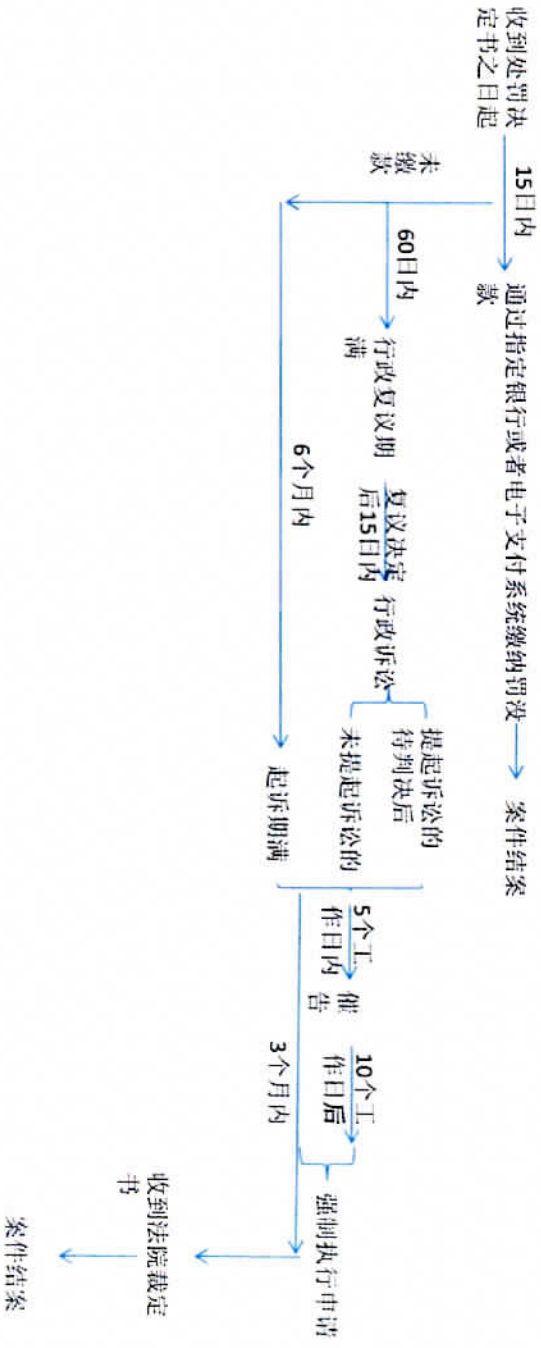 收到处罚决
定书之日起
15日内
通过指定银行或者电子支付系统缴纳罚没
款
案件结案
未
缴
款
60日内
行政复议期
满
复议决定
后15日内
行政诉讼
提起诉讼的
待判决后
未提起诉讼的
6个月内
起诉期满
5个工
作日内
催
告
10个工
作日后
3个月内
强制执行申请
收到法院裁定
书
案件结案